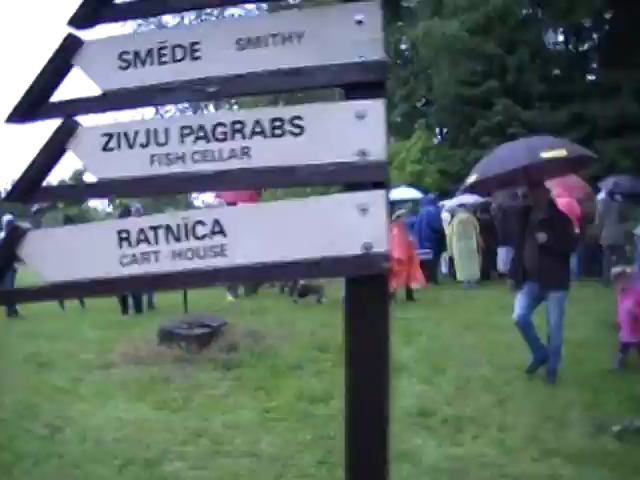 SMĒDE SMITHY
ZIVJU PAGRABS
FISH CELLAR
RATNĪCA
CART HOUSE